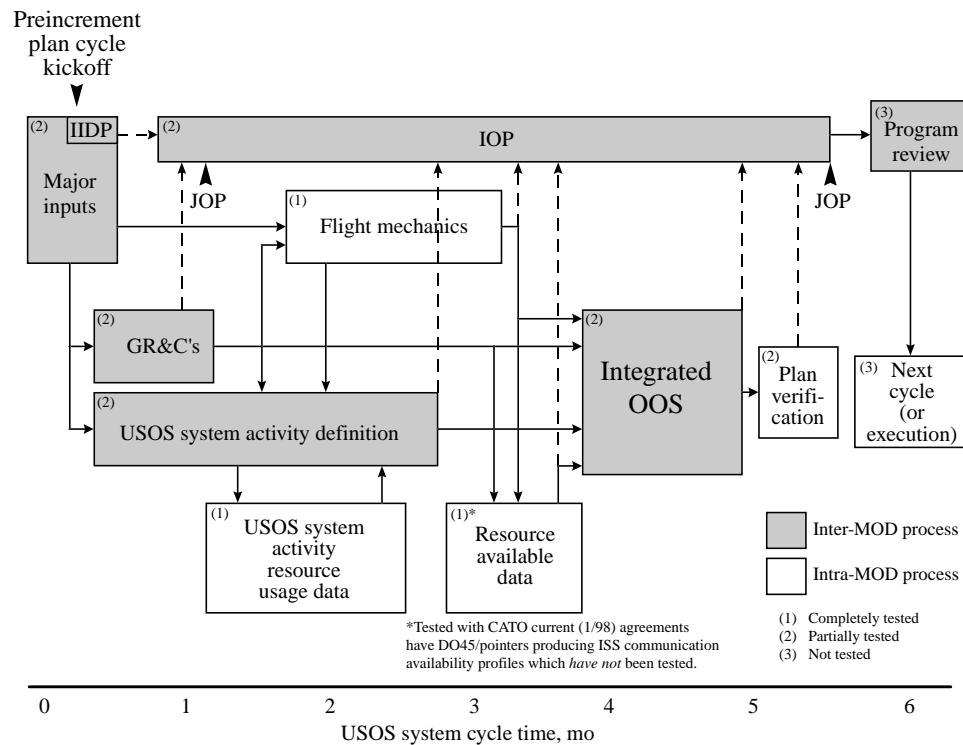 Preincrement
plan cycle
kickoff
(2)
IIDP
Major
inputs
(2)
IOP
(3)
Program
review
JOP
JOP
(1)
Flight mechanics
(2)
GR&C's
(2)
USOS system activity definition
(2)
Integrated
OOS
(2)
Plan
verifi-
cation
(3)
Next
cycle
(or
execution)
(1)
USOS system
activity
resource
usage data
(1)*
Resource
available
data
Inter-MOD process
Intra-MOD process
(1) Completely tested
(2) Partially tested
(3) Not tested
*Tested with CATO current (1/98) agreements
have DO45/pointers producing ISS communication
availability profiles which have not been tested.
0 1 2 3 4 5 6
USOS system cycle time, mo